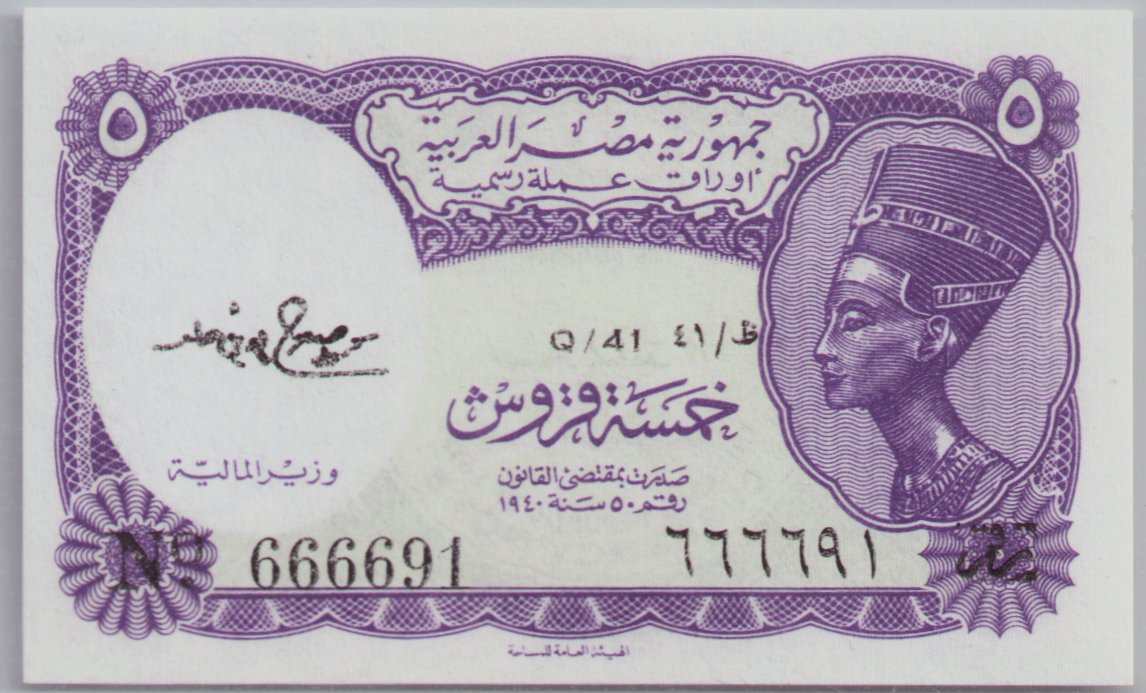 ٥
٥
جمهورية مصر العربية
أوراق عملة رسمية
Q/41 ٤١/ظ
خمسة قروش
وزير المالية
صدرت بمقتضى القانون
رقم ٥٠ سنة ١٩٤٠
Nº 666691 ٦٦٦٦٩١ رقم
الهيئة العامة للمساحة